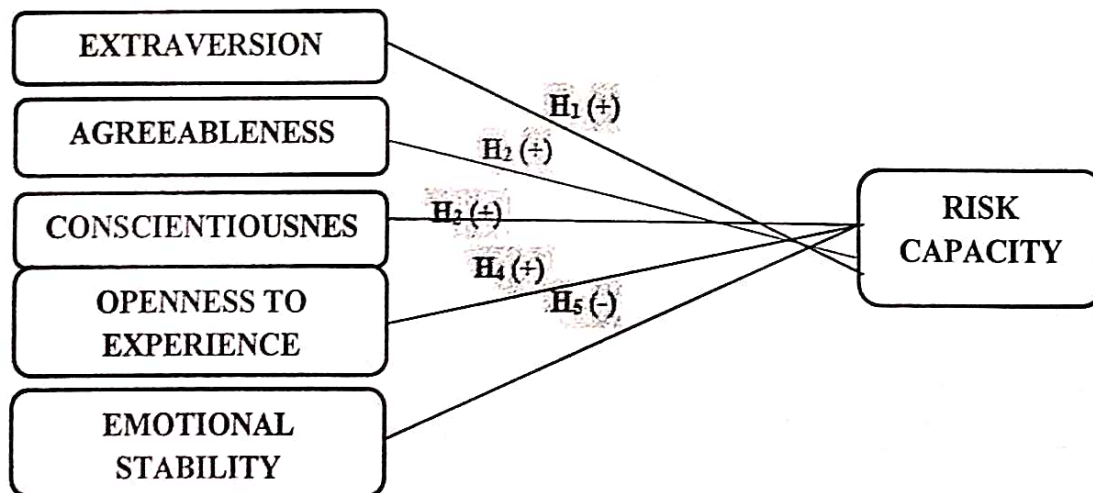 EXTRAVERSION
H₁ (+)
AGREEABLENESS
H₂ (+)
CONSCIENTIOUSNES
H₂ (+)
RISK
CAPACITY
H₄ (+)
OPENNESS TO
EXPERIENCE
H₅ (-)
EMOTIONAL
STABILITY